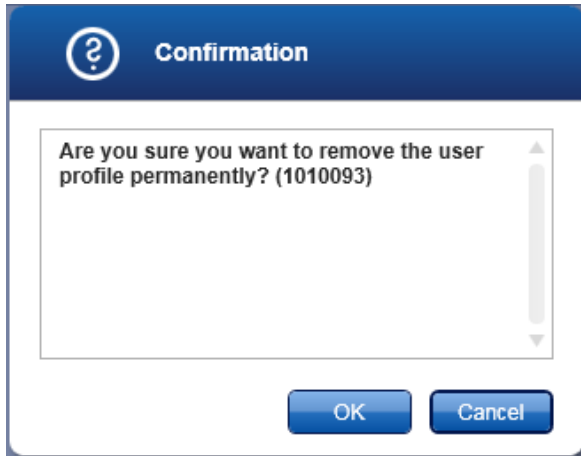 Confirmation
Are you sure you want to remove the user
profile permanently? (1010093)
OK
Cancel